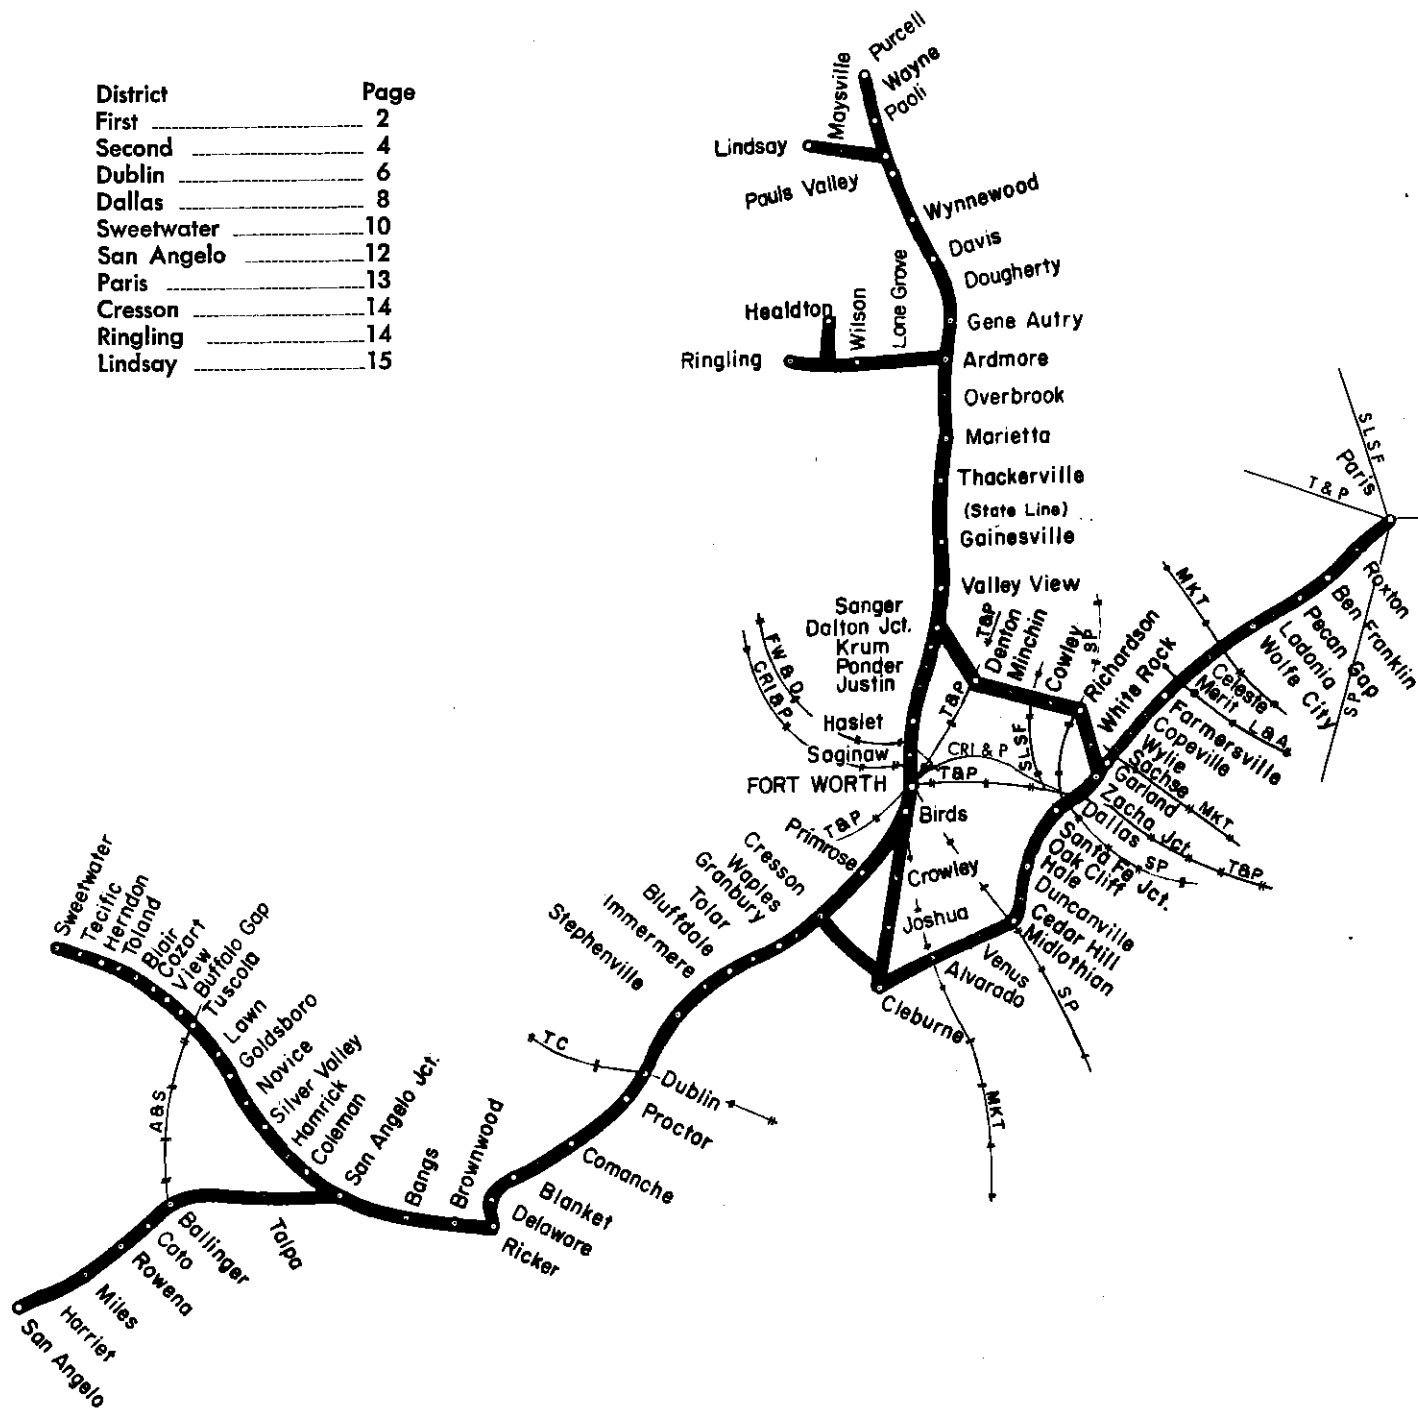 District Page
First 2
Second 4
Dublin 6
Dallas 8
Sweetwater 10
San Angelo 12
Paris 13
Cresson 14
Ringling 14
Lindsay 15
Purcell
Wayne
Paoli
Maysville
Lindsay
Pauls Valley
Wynnewood
Davis
Dougherty
Healdton
Wilson
Lone Grove
Gene Autry
Ringling
Ardmore
Overbrook
Marietta
Thackerville
(State Line)
Gainesville
Valley View
Sanger
Dalton Jct.
Krum
Ponder
Justin
Haslet
Saginaw
FORT WORTH
FW & D
CRI & P
T&P
Denton
Minchin
Cowley
SP
Richardson
White Rock
T&P
SLSF
CRI & P
T&P
T&P
SLSF
Paris
T & P
MKT
Roxton
Ben Franklin
Pecan Gap
Ladonia
Wolfe City
SP
Celeste
Merit
L&A
Farmersville
Copeville
Wylie
Sachse
MKT
Garland
Zacha Jct.
T&P
Dallas
SP
Santa Fe Jct.
Oak Cliff
Hale
Duncanville
Cedar Hill
Midlothian
Venus
Alvarado
SP
Cleburne
MKT
Birds
Crowley
Joshua
Primrose
Cresson
Waples
Granbury
Tolar
Bluffdale
Immermere
Stephenville
TC
Dublin
Proctor
Comanche
Blanket
Delaware
Ricker
Brownwood
Bangs
San Angelo Jct.
Coleman
Hamrick
Silver Valley
Novice
Goldsboro
Lawn
Tuscola
Buffalo Gap
View
Cozart
Blair
Toland
Herndon
Tecific
Sweetwater
A&S
Talpa
Ballinger
Cato
Rowena
Miles
Harriet
San Angelo